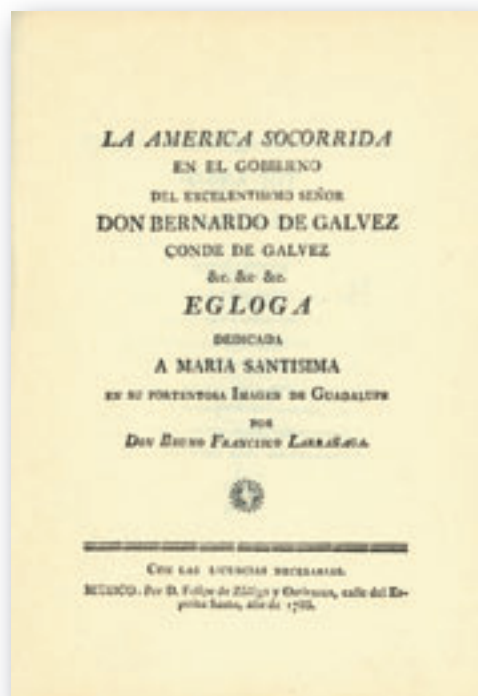 LA AMERICA SOCORRIDA
EN EL GOBIERNO
DEL EXCELENTISIMO SEÑOR
DON BERNARDO DE GALVEZ
CONDE DE GALVEZ
&c. &c. &c.
EGLOGA
DEDICADA
A MARIA SANTISIMA
EN SU PORTENTOSA IMAGEN DE GUADALUPE
POR
DON BRUNO FRANCISCO LARRAÑAGA.
CON LAS LICENCIAS NECESARIAS.
MEXICO: Por D. Felipe de Zúñiga y Ontiveros, calle del Es-
píritu Santo, año de